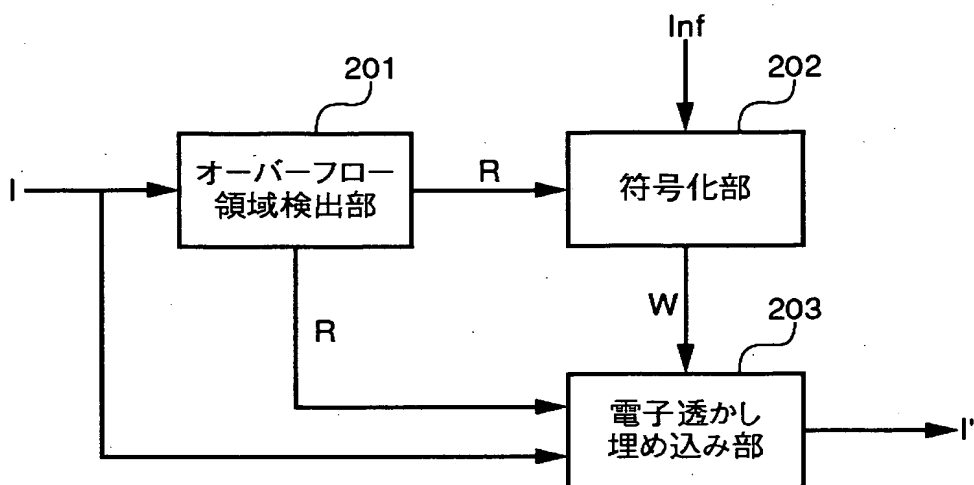 Inf
201
202
I
オーバーフロー
領域検出部
R
符号化部
R
W
203
電子透かし
埋め込み部
I'